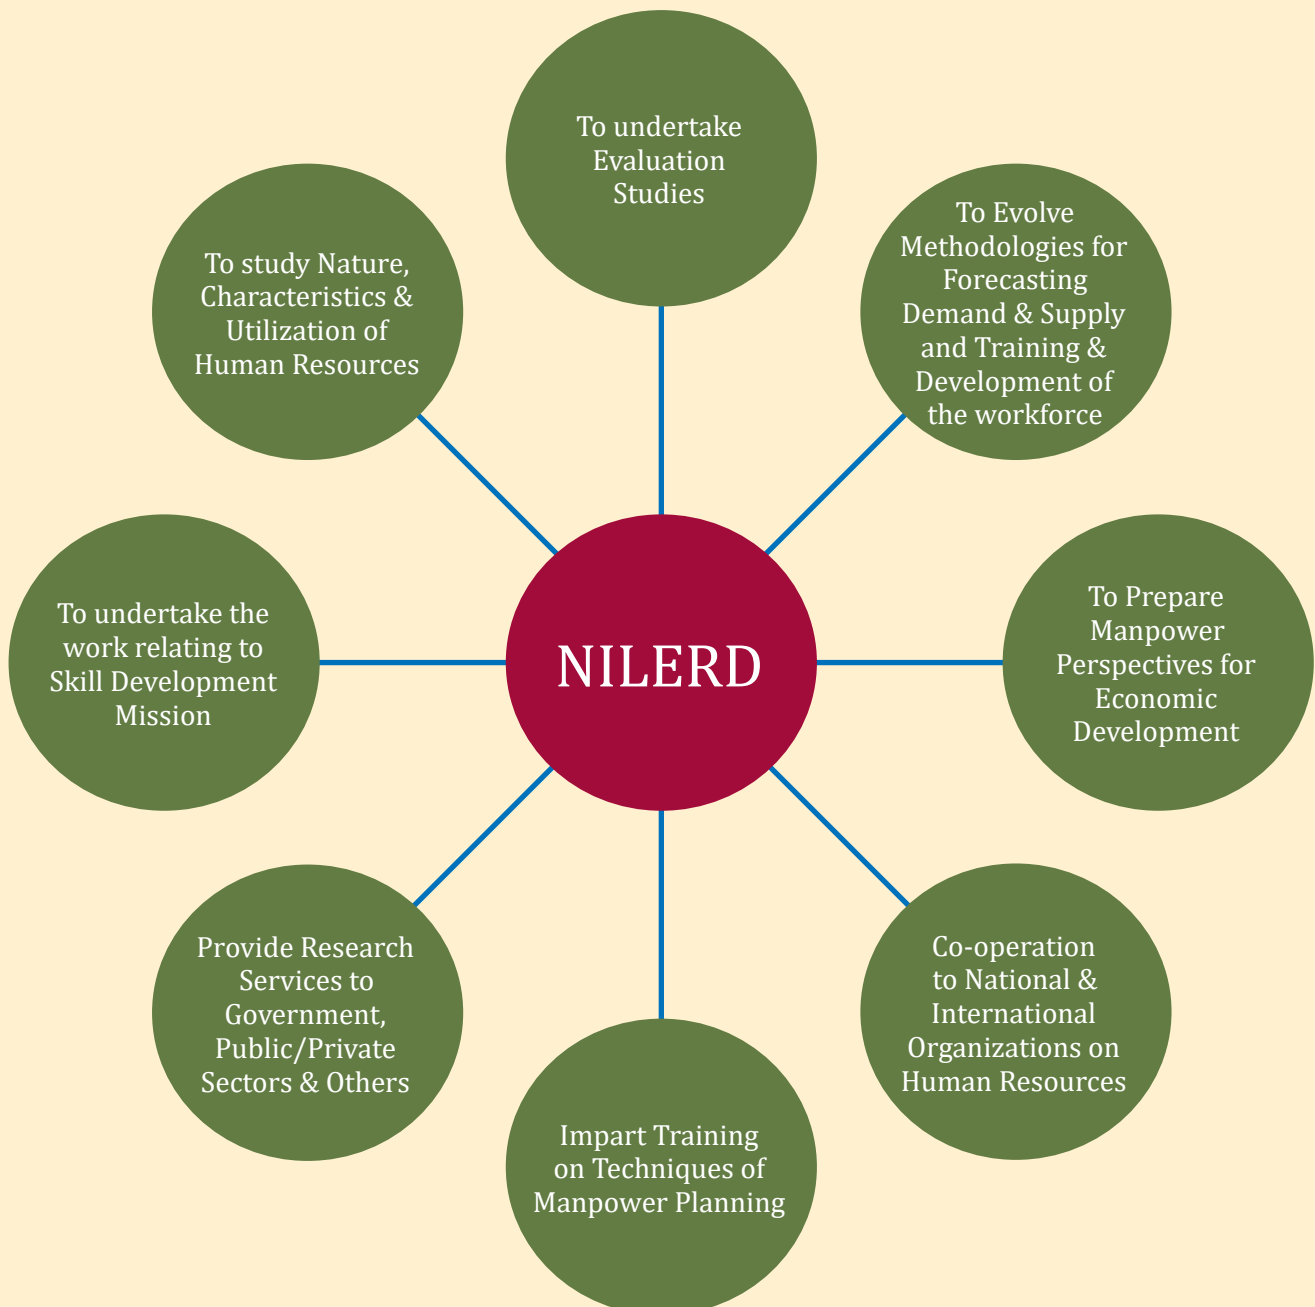 To undertake
Evaluation
Studies
To Evolve
Methodologies for
Forecasting
Demand & Supply
and Training &
Development of
the workforce
To Prepare
Manpower
Perspectives for
Economic
Development
Co-operation
to National &
International
Organizations on
Human Resources
Impart Training
on Techniques of
Manpower Planning
Provide Research
Services to
Government,
Public/Private
Sectors & Others
To undertake the
work relating to
Skill Development
Mission
To study Nature,
Characteristics &
Utilization of
Human Resources
NILERD